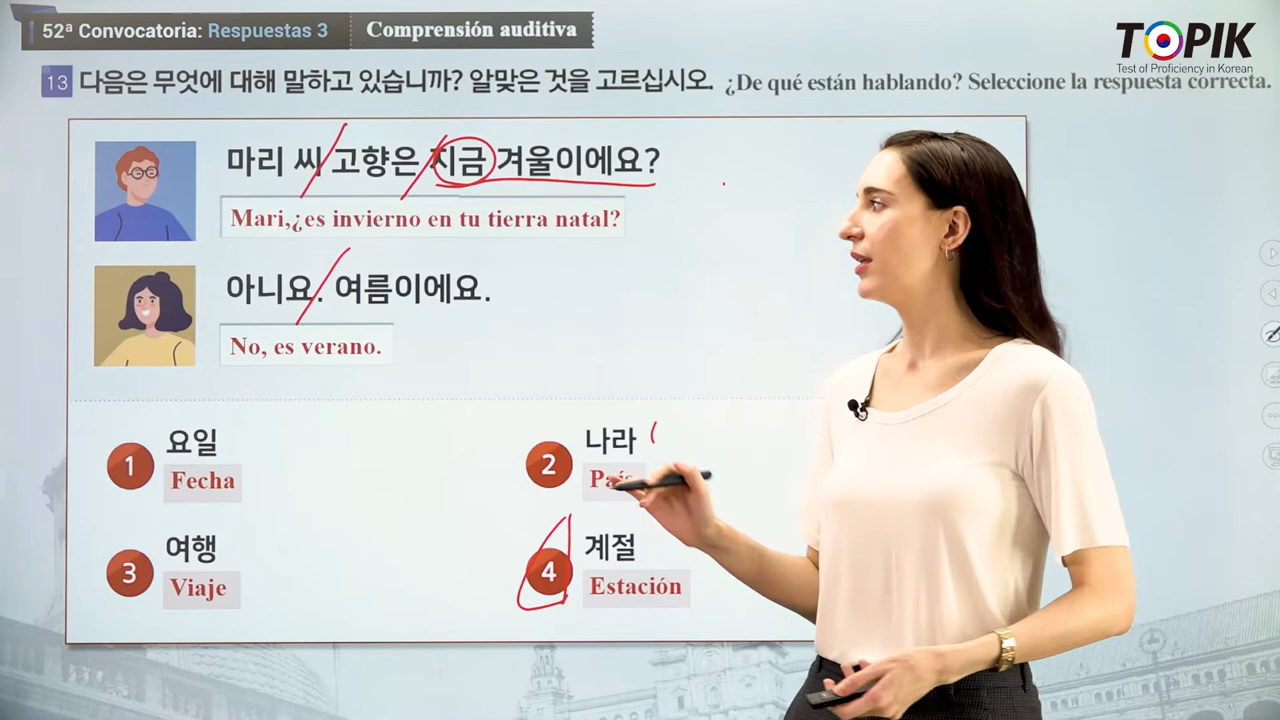 52ª Convocatoria: Respuestas 3 Comprensión auditiva
TOPIK
Test of Proficiency in Korean
13 다음은 무엇에 대해 말하고 있습니까? 알맞은 것을 고르십시오. ¿De qué están hablando? Seleccione la respuesta correcta.
마리 씨 고향은 지금 겨울이에요?
Mari,¿es invierno en tu tierra natal?
아니요. 여름이에요.
No, es verano.
1 요일
Fecha
2 나라
País
3 여행
Viaje
4 계절
Estación